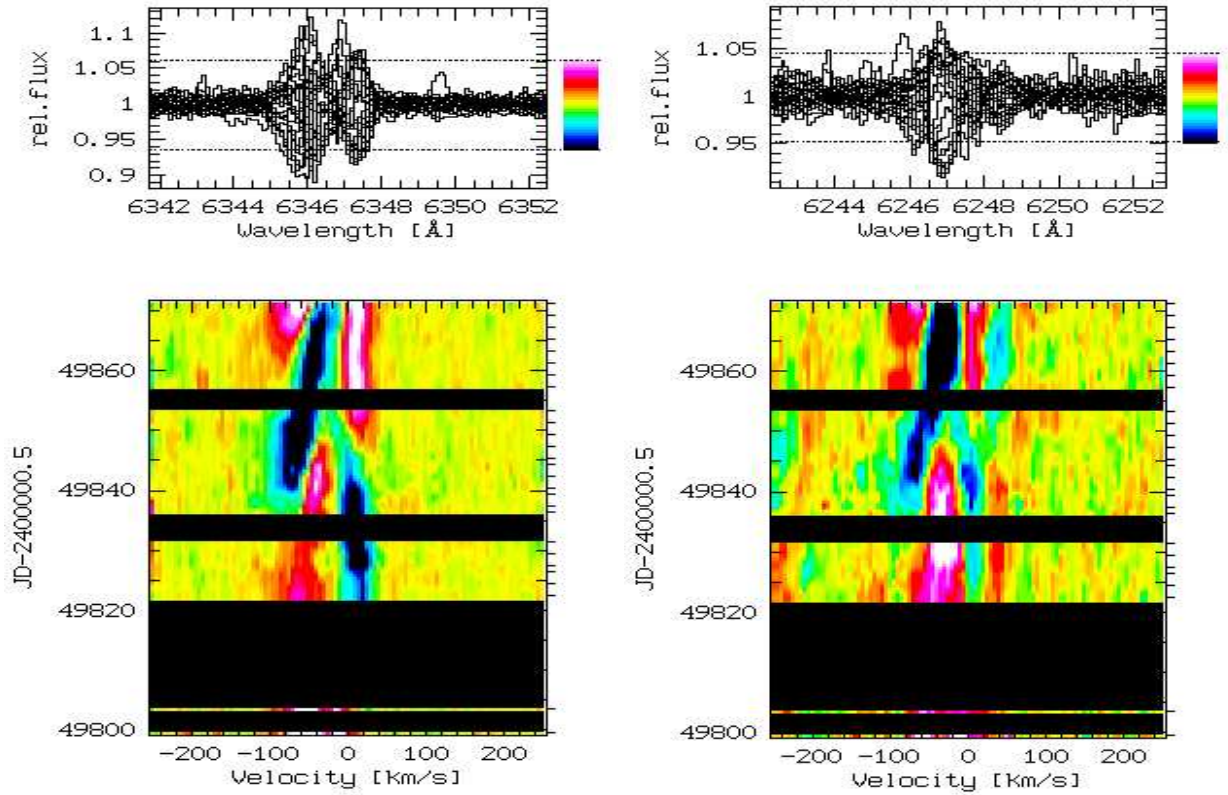 rel.flux
1.1
1.05
1
0.95
0.9
6342 6344 6346 6348 6350 6352
Wavelength [Å]
rel.flux
1.05
1
0.95
6244 6246 6248 6250 6252
Wavelength [Å]
JD-2400000.5
49860
49840
49820
49800
-200 -100 0 100 200
Velocity [Km/s]
JD-2400000.5
49860
49840
49820
49800
-200 -100 0 100 200
Velocity [Km/s]